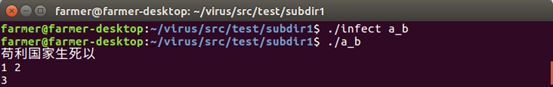 farmer@farmer-desktop: ~/virus/src/test/subdir1
farmer@farmer-desktop:~/virus/src/test/subdir1$ ./infect a_b
farmer@farmer-desktop:~/virus/src/test/subdir1$ ./a_b
苟利国家生死以
1 2
3